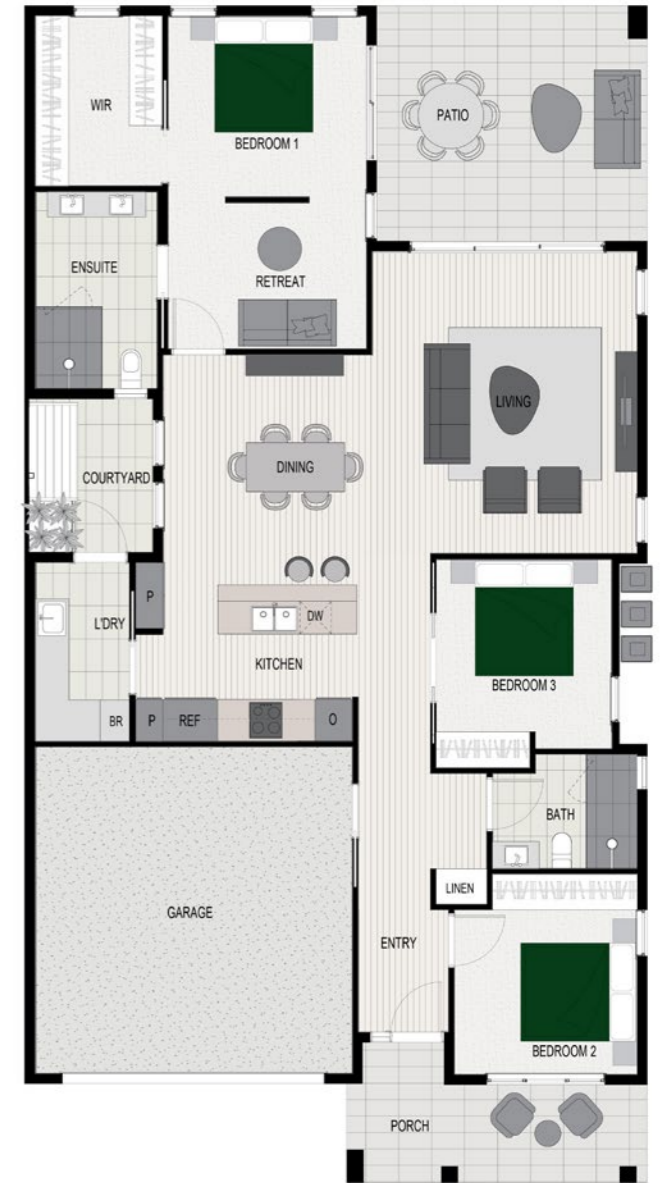 WIR
BEDROOM 1
PATIO
ENSUITE
RETREAT
LIVING
DINING
COURTYARD
P
L'DRY
DW
KITCHEN
BEDROOM 3
BR
P
REF
O
BATH
LINEN
GARAGE
ENTRY
BEDROOM 2
PORCH